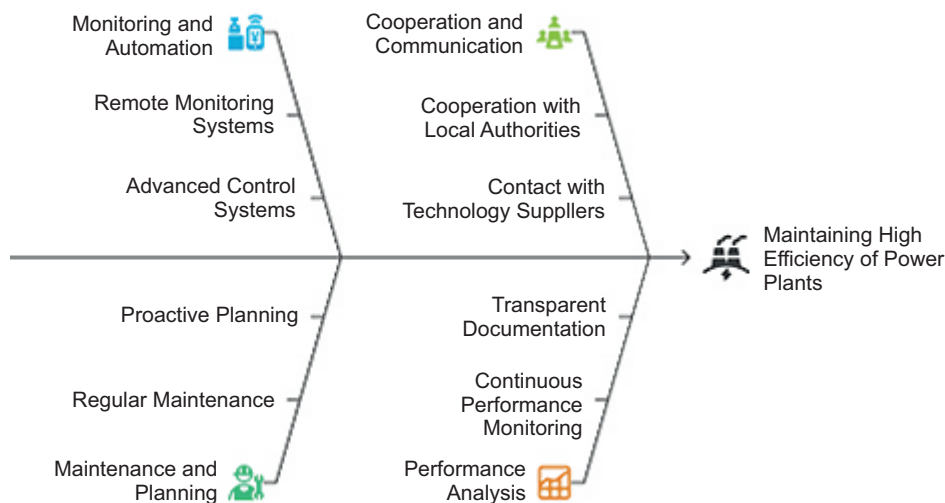 Monitoring and
Automation
Remote Monitoring
Systems
Advanced Control
Systems
Cooperation and
Communication
Cooperation with
Local Authorities
Contact with
Technology Suppllers
Maintaining High
Efficiency of Power
Plants
Proactive Planning
Regular Maintenance
Maintenance and
Planning
Transparent
Documentation
Continuous
Performance
Monitoring
Performance
Analysis